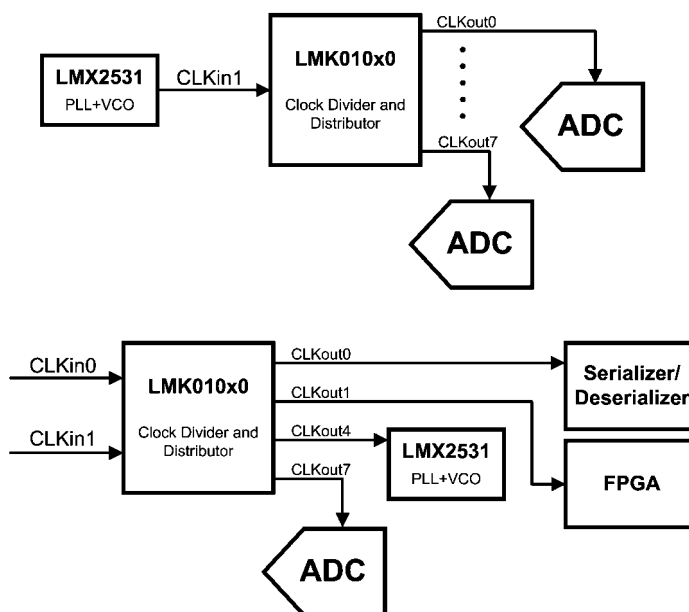 CLKout0
LMX2531
PLL+VCO
CLKin1
LMK010x0
Clock Divider and
Distributor
ADC
CLKout7
ADC
CLKin0
CLKin1
LMK010x0
Clock Divider and
Distributor
CLKout0
Serializer/
Deserializer
CLKout1
CLKout4
LMX2531
PLL+VCO
FPGA
CLKout7
ADC